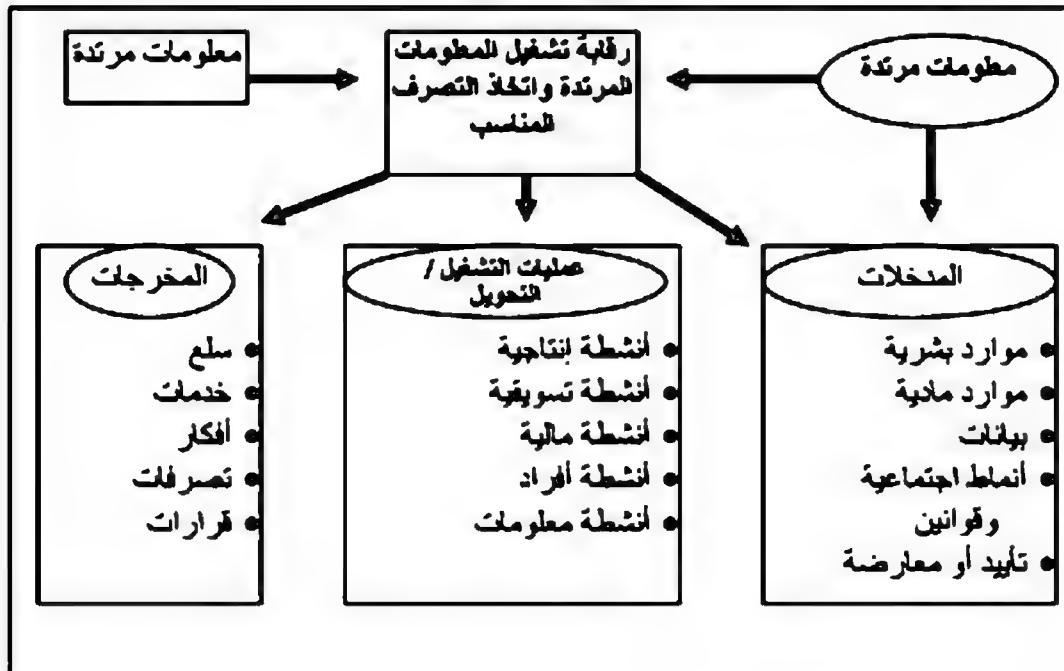 معلومات مرتدة
رقابة تشغيل المعلومات
المرتدة واتخاذ التصرف
المناسب
معلومات مرتدة
المدخلات
• موارد بشرية
• موارد مادية
• بيانات
• أنماط اجتماعية
وقوانين
• تأييد أو معارضة
عمليات التشغيل /
التحويل
• أنشطة إنتاجية
• أنشطة تسويقية
• أنشطة مالية
• أنشطة أفراد
• أنشطة معلومات
المخرجات
• سلع
• خدمات
• أفكار
• تصرفات
• قرارات